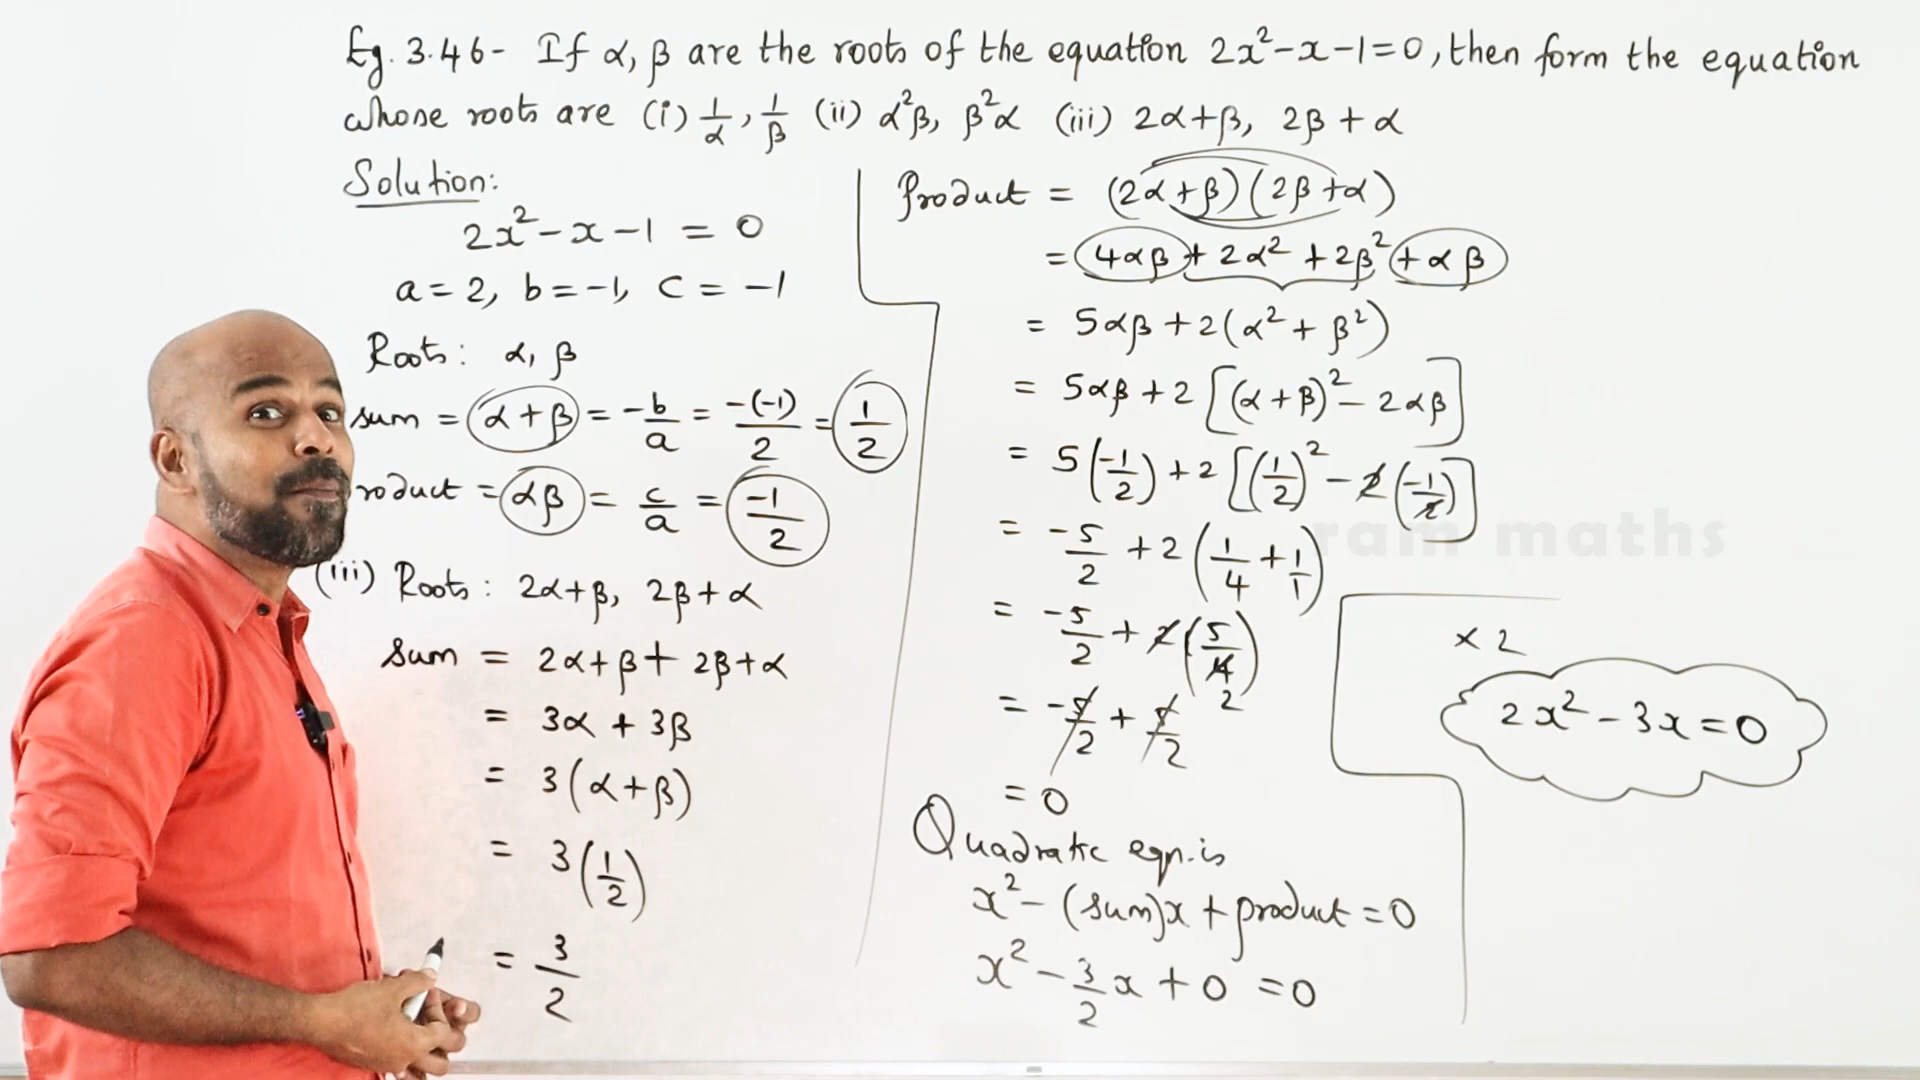 Eg. 3.46- If α, β are the roots of the equation 2x²-x-1=0, then form the equation
whose roots are (i) 1/α, 1/β (ii) α²β, β²α (iii) 2α+β, 2β+α
Solution:
2x²-x-1 = 0
a=2, b=-1, c=-1
Roots: α, β
sum = α+β = -b/a = -(-1)/2 = 1/2
roduct = αβ = c/a = -1/2
(iii) Roots: 2α+β, 2β+α
sum = 2α+β+2β+α
= 3α+3β
= 3(α+β)
= 3(1/2)
= 3/2
Product = (2α+β)(2β+α)
= 4αβ+2α²+2β²+αβ
= 5αβ+2(α²+β²)
= 5αβ+2[(α+β)²-2αβ]
= 5(-1/2)+2[(1/2)²-2(-1/2)]
= -5/2+2(1/4+1/1)
= -5/2+2(5/4)
2
= -5/2+5/2
= 0
Quadratic eqn. is
x²-(sum)x+product=0
x²-3/2x+0=0
×2
2x²-3x=0
ram maths